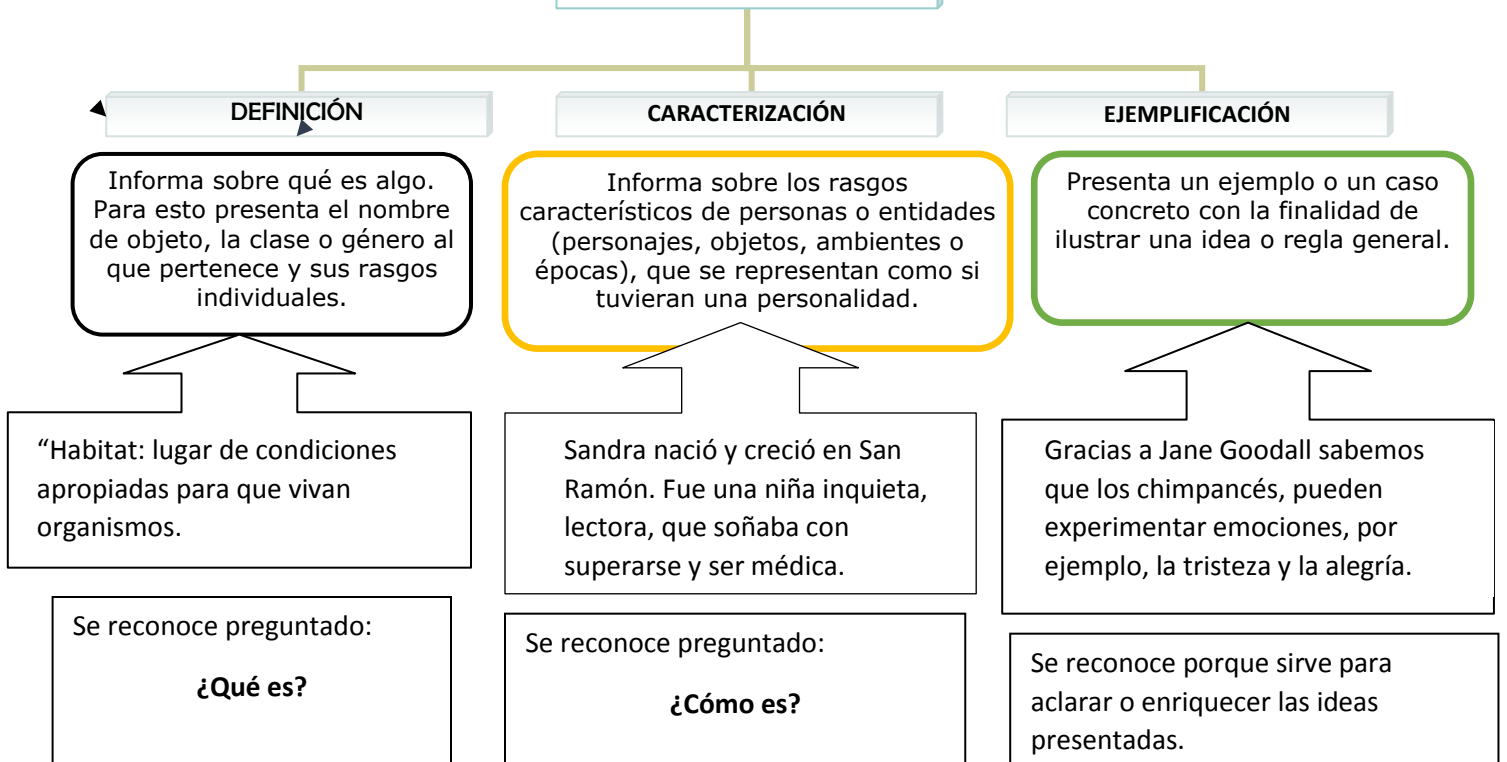 DEFINICIÓN
Informa sobre qué es algo.
Para esto presenta el nombre
de objeto, la clase o género al
que pertenece y sus rasgos
individuales.
“Habitat: lugar de condiciones
apropiadas para que vivan
organismos.
Se reconoce preguntado:
¿Qué es?
CARACTERIZACIÓN
Informa sobre los rasgos
característicos de personas o entidades
(personajes, objetos, ambientes o
épocas), que se representan como si
tuvieran una personalidad.
Sandra nació y creció en San
Ramón. Fue una niña inquieta,
lectora, que soñaba con
superarse y ser médica.
Se reconoce preguntado:
¿Cómo es?
EJEMPLIFICACIÓN
Presenta un ejemplo o un caso
concreto con la finalidad de
ilustrar una idea o regla general.
Gracias a Jane Goodall sabemos
que los chimpancés, pueden
experimentar emociones, por
ejemplo, la tristeza y la alegría.
Se reconoce porque sirve para
aclarar o enriquecer las ideas
presentadas.